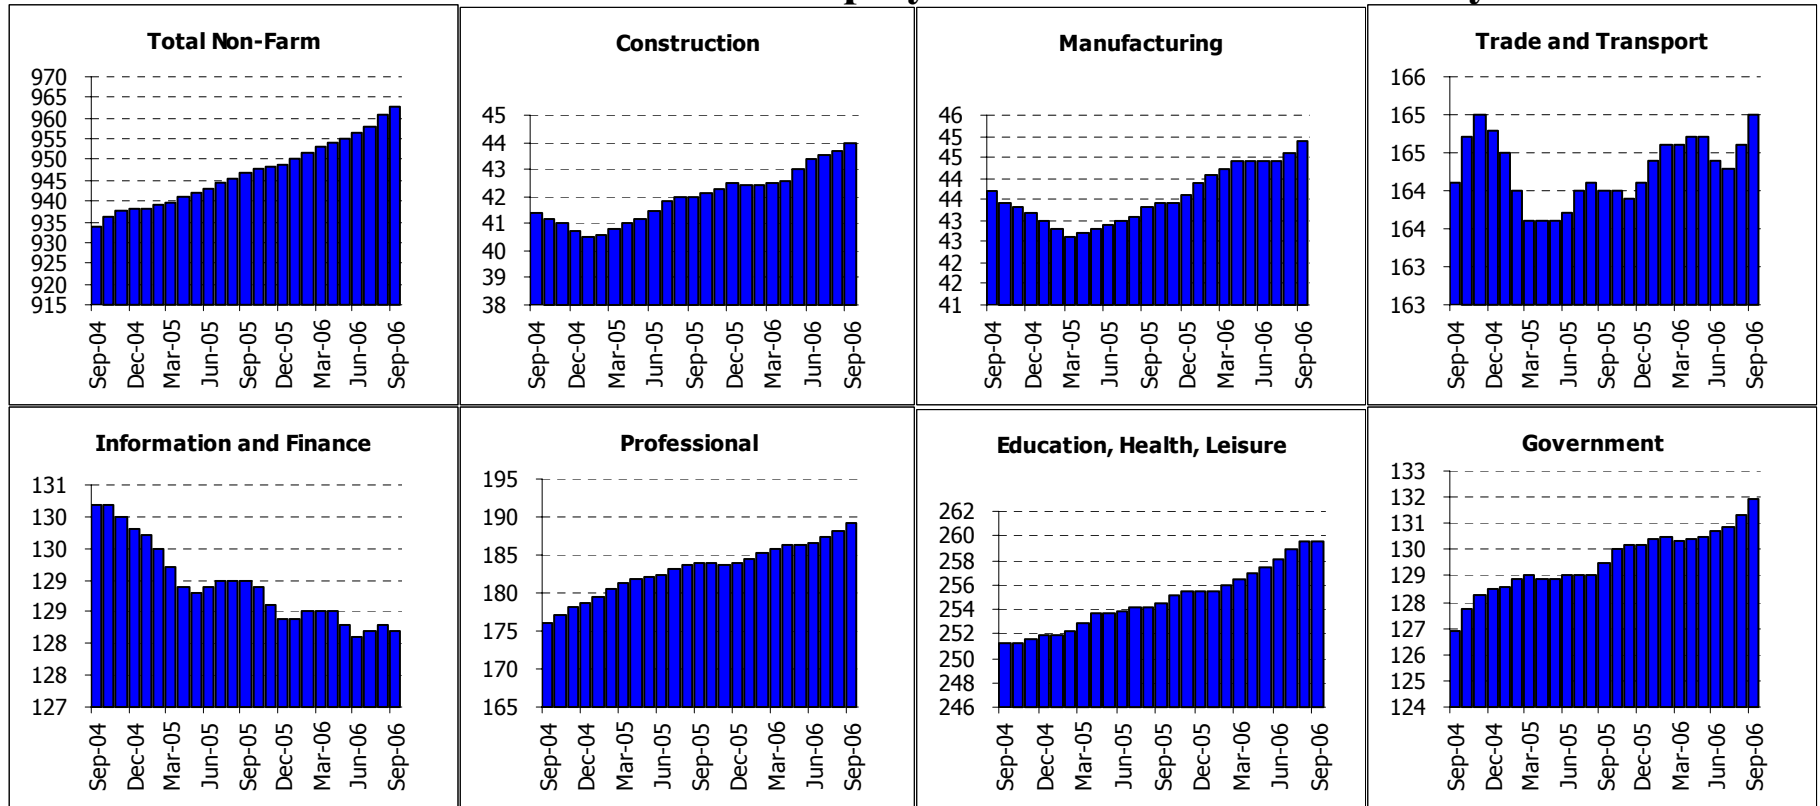 Total Non-Farm
970
965
960
955
950
945
940
935
930
925
920
915
Sep-04
Dec-04
Mar-05
Jun-05
Sep-05
Dec-05
Mar-06
Jun-06
Sep-06
Construction
45
44
43
42
41
40
39
38
Sep-04
Dec-04
Mar-05
Jun-05
Sep-05
Dec-05
Mar-06
Jun-06
Sep-06
Manufacturing
46
45
45
44
44
43
43
42
42
41
Sep-04
Dec-04
Mar-05
Jun-05
Sep-05
Dec-05
Mar-06
Jun-06
Sep-06
Trade and Transport
166
165
165
164
164
163
163
Sep-04
Dec-04
Mar-05
Jun-05
Sep-05
Dec-05
Mar-06
Jun-06
Sep-06
Information and Finance
131
130
130
129
129
128
128
127
Sep-04
Dec-04
Mar-05
Jun-05
Sep-05
Dec-05
Mar-06
Jun-06
Sep-06
Professional
195
190
185
180
175
170
165
Sep-04
Dec-04
Mar-05
Jun-05
Sep-05
Dec-05
Mar-06
Jun-06
Sep-06
Education, Health, Leisure
262
260
258
256
254
252
250
248
246
Sep-04
Dec-04
Mar-05
Jun-05
Sep-05
Dec-05
Mar-06
Jun-06
Sep-06
Government
133
132
131
130
129
128
127
126
125
124
Sep-04
Dec-04
Mar-05
Jun-05
Sep-05
Dec-05
Mar-06
Jun-06
Sep-06